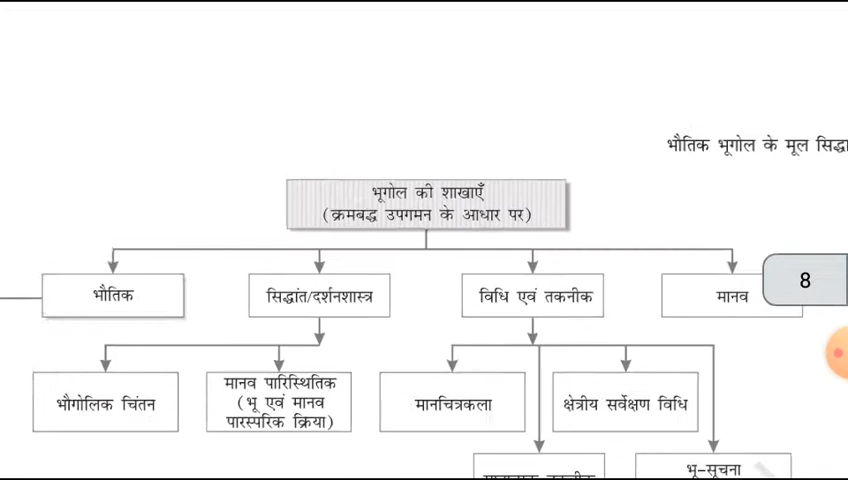 भौतिक भूगोल के मूल
भूगोल की शाखाएँ
(क्रमबद्ध उपगमन के आधार पर)
8
भौतिक
सिद्धांत/दर्शनशास्त्र
विधि एवं तकनीक
मानव
भौगोलिक चिंतन
मानव पारिस्थितिक
(भू एवं मानव
पारस्परिक क्रिया)
मानचित्रकला
क्षेत्रीय सर्वेक्षण विधि
भू-सूचना